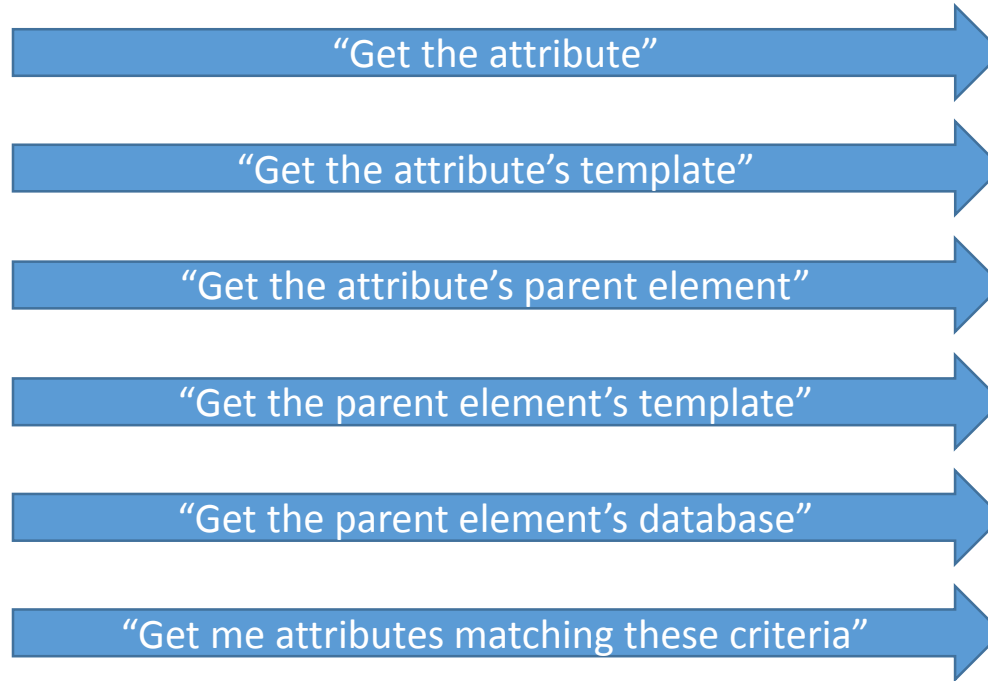 “Get the attribute”
“Get the attribute’s template”
“Get the attribute’s parent element”
“Get the parent element’s template”
“Get the parent element’s database”
“Get me attributes matching these criteria”